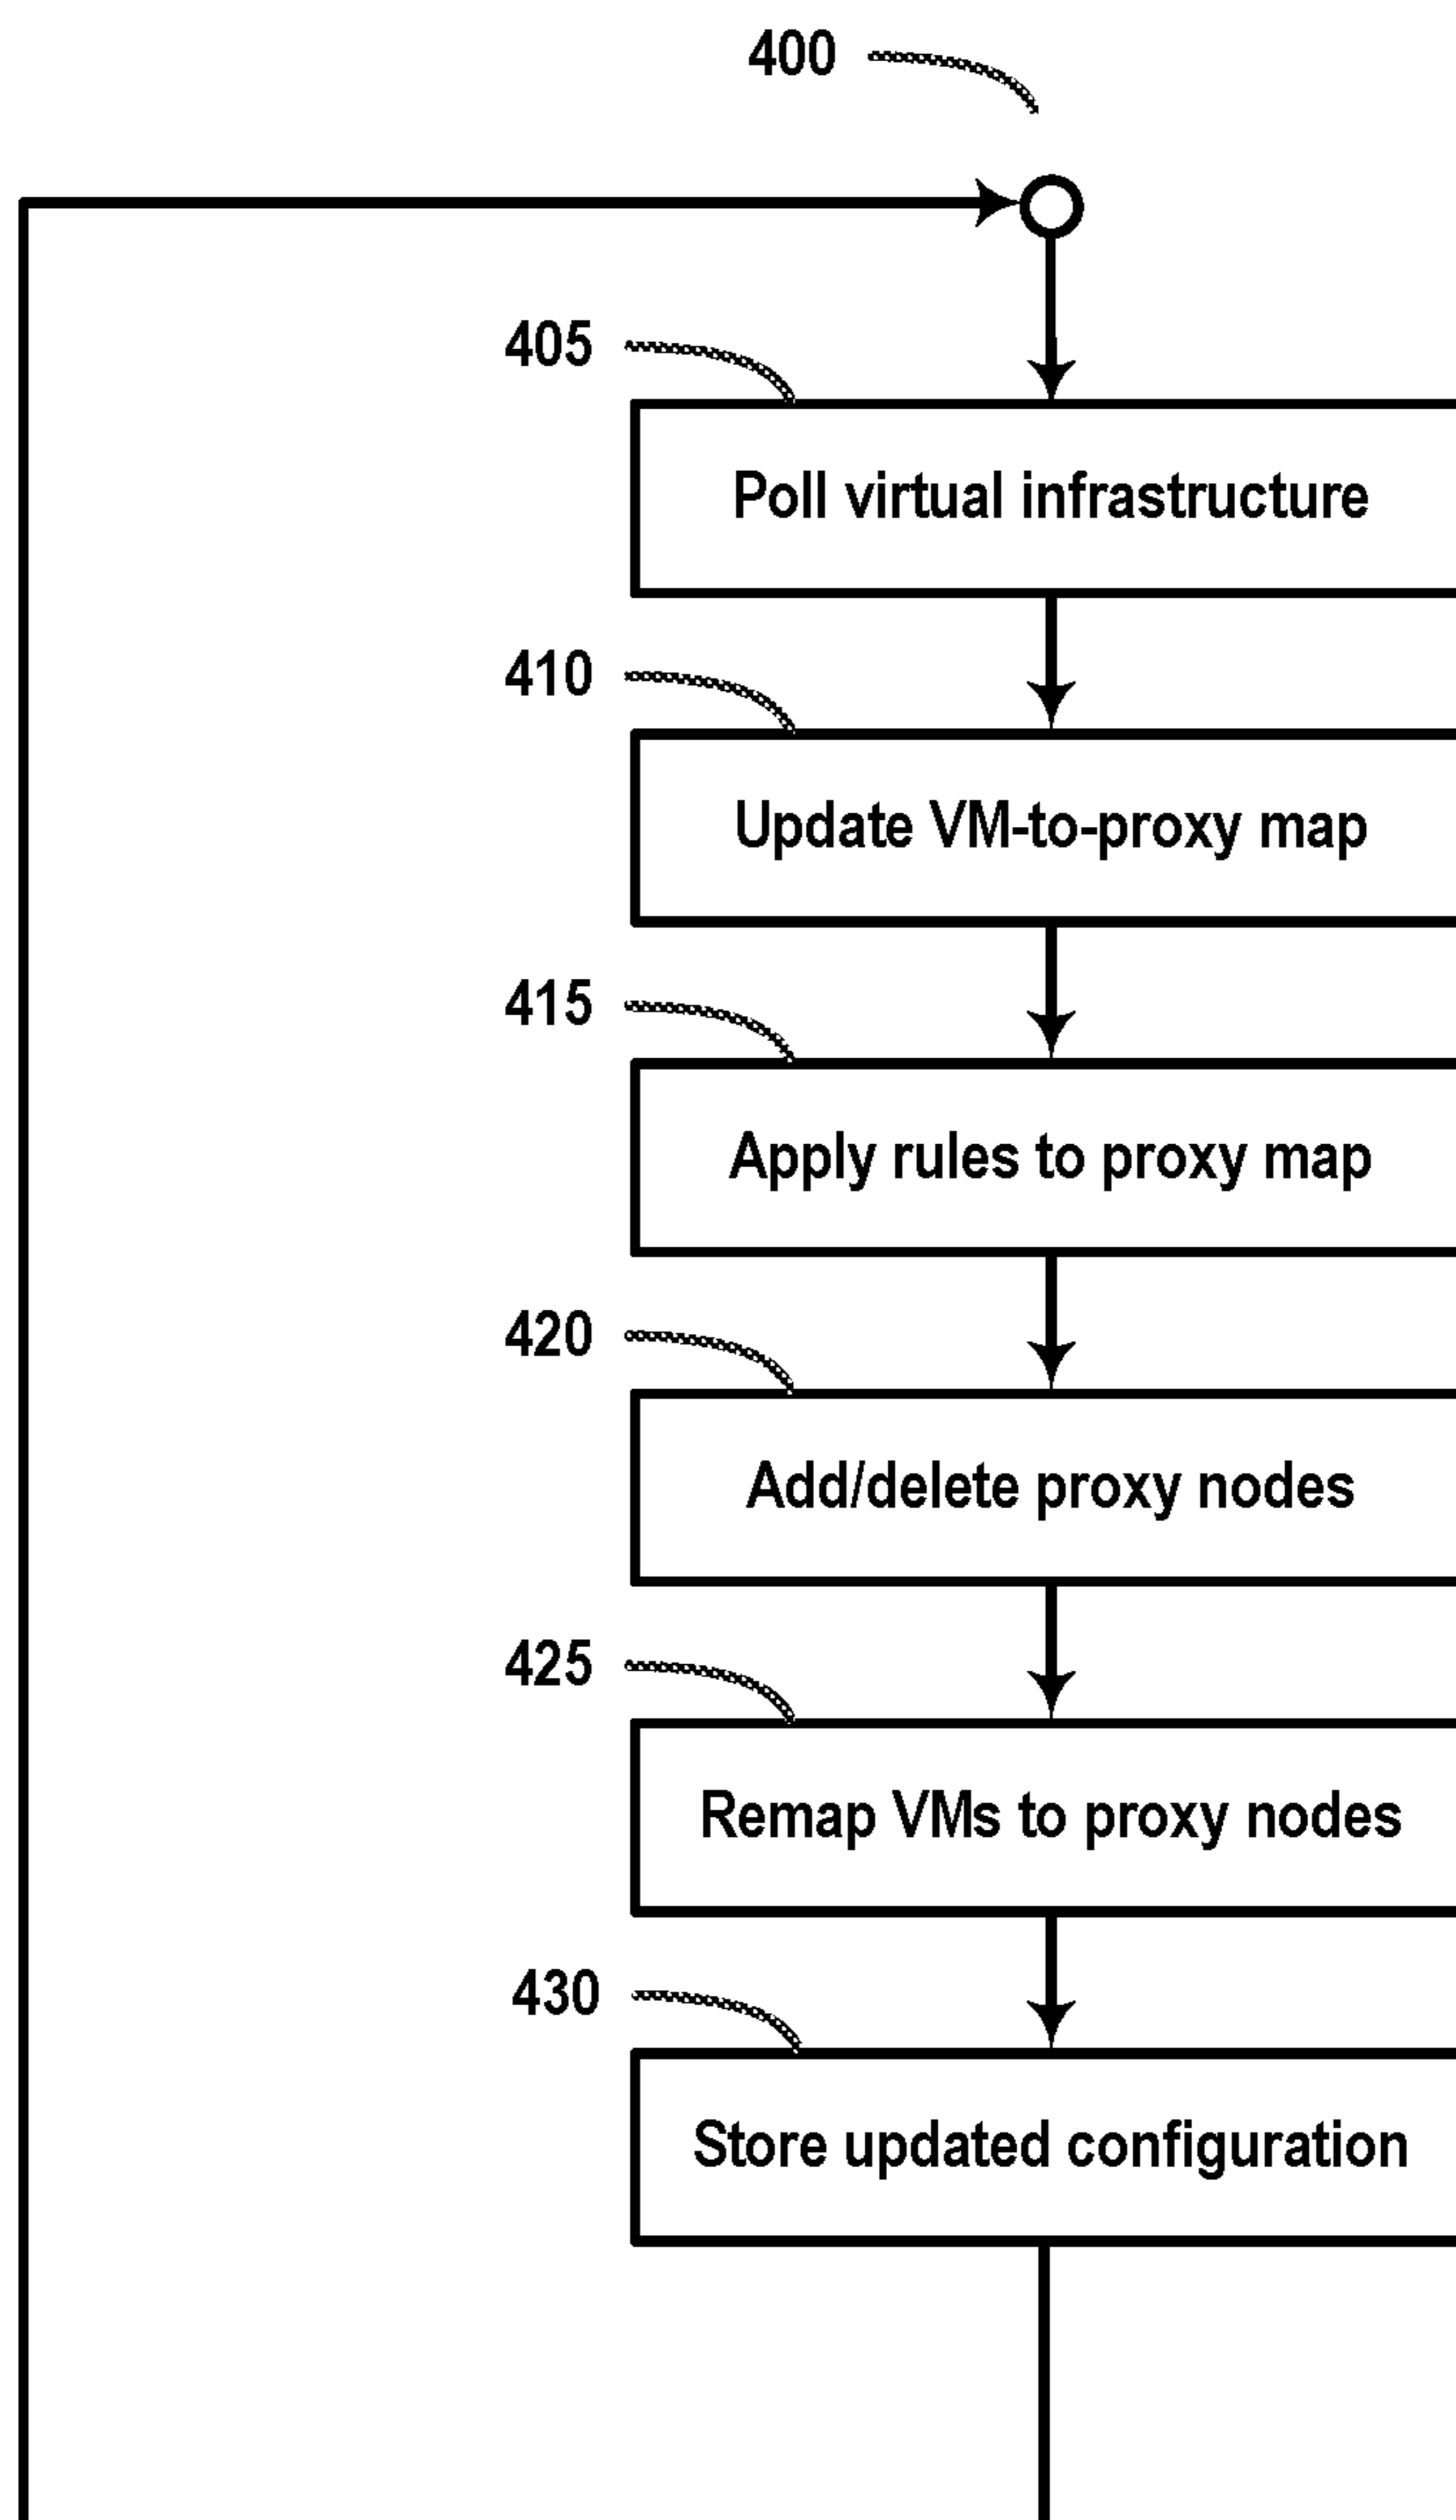 400
405
Poll virtual infrastructure
410
Update VM-to-proxy map
415
Apply rules to proxy map
420
Add/delete proxy nodes
425
Remap VMs to proxy nodes
430
Store updated configuration